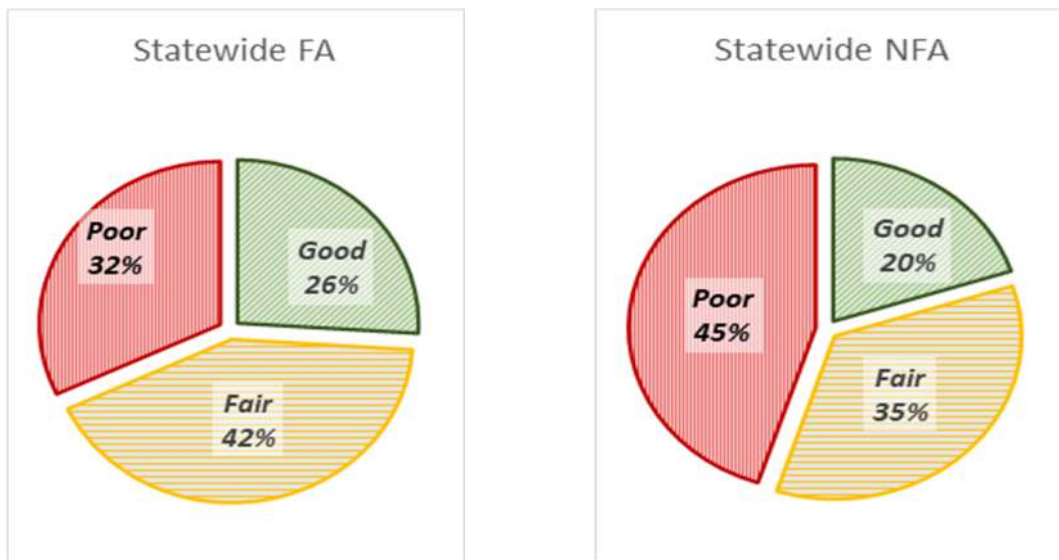 Statewide FA
Poor
32%
Good
26%
Fair
42%
Statewide NFA
Good
20%
Poor
45%
Fair
35%